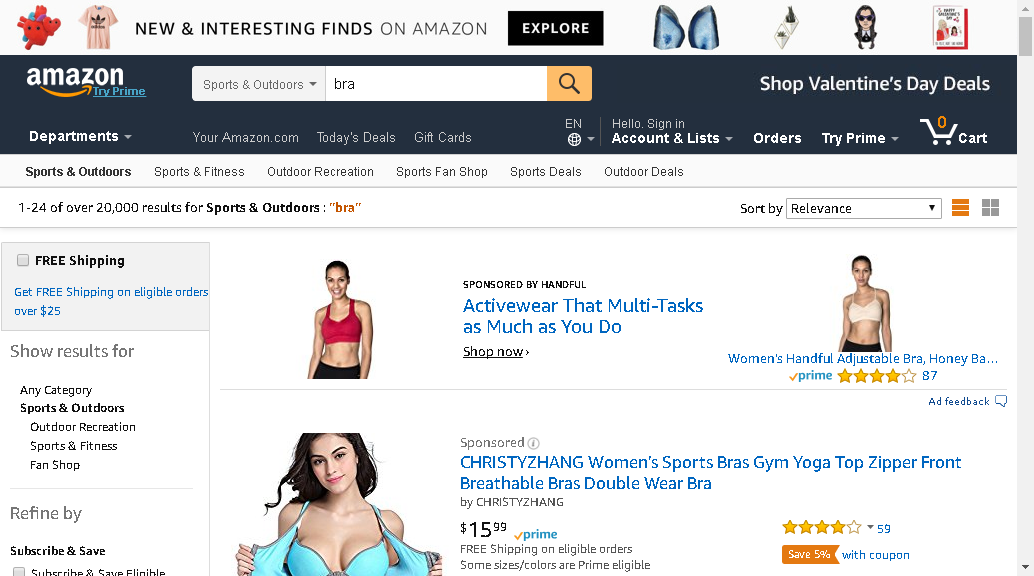 NEW & INTERESTING FINDS ON AMAZON EXPLORE
amazon
Try Prime
Sports & Outdoors bra
Shop Valentine's Day Deals
Departments
Your Amazon.com Today's Deals Gift Cards
EN
Hello. Sign in
Account & Lists
Orders
Try Prime
0
Cart
Sports & Outdoors Sports & Fitness Outdoor Recreation Sports Fan Shop Sports Deals Outdoor Deals
1-24 of over 20,000 results for Sports & Outdoors : "bra"
Sort by Relevance
FREE Shipping
Get FREE Shipping on eligible orders
over $25
Show results for
Any Category
Sports & Outdoors
Outdoor Recreation
Sports & Fitness
Fan Shop
Refine by
Subscribe & Save
Subscribe & Save Eligible
SPONSORED BY HANDFUL
Activewear That Multi-Tasks
as Much as You Do
Shop now ›
Women's Handful Adjustable Bra, Honey Ba...
prime 87
Ad feedback
Sponsored
CHRISTYZHANG Women's Sports Bras Gym Yoga Top Zipper Front
Breathable Bras Double Wear Bra
by CHRISTYZHANG
$15 99 prime
FREE Shipping on eligible orders
Some sizes/colors are Prime eligible
59
Save 5% with coupon